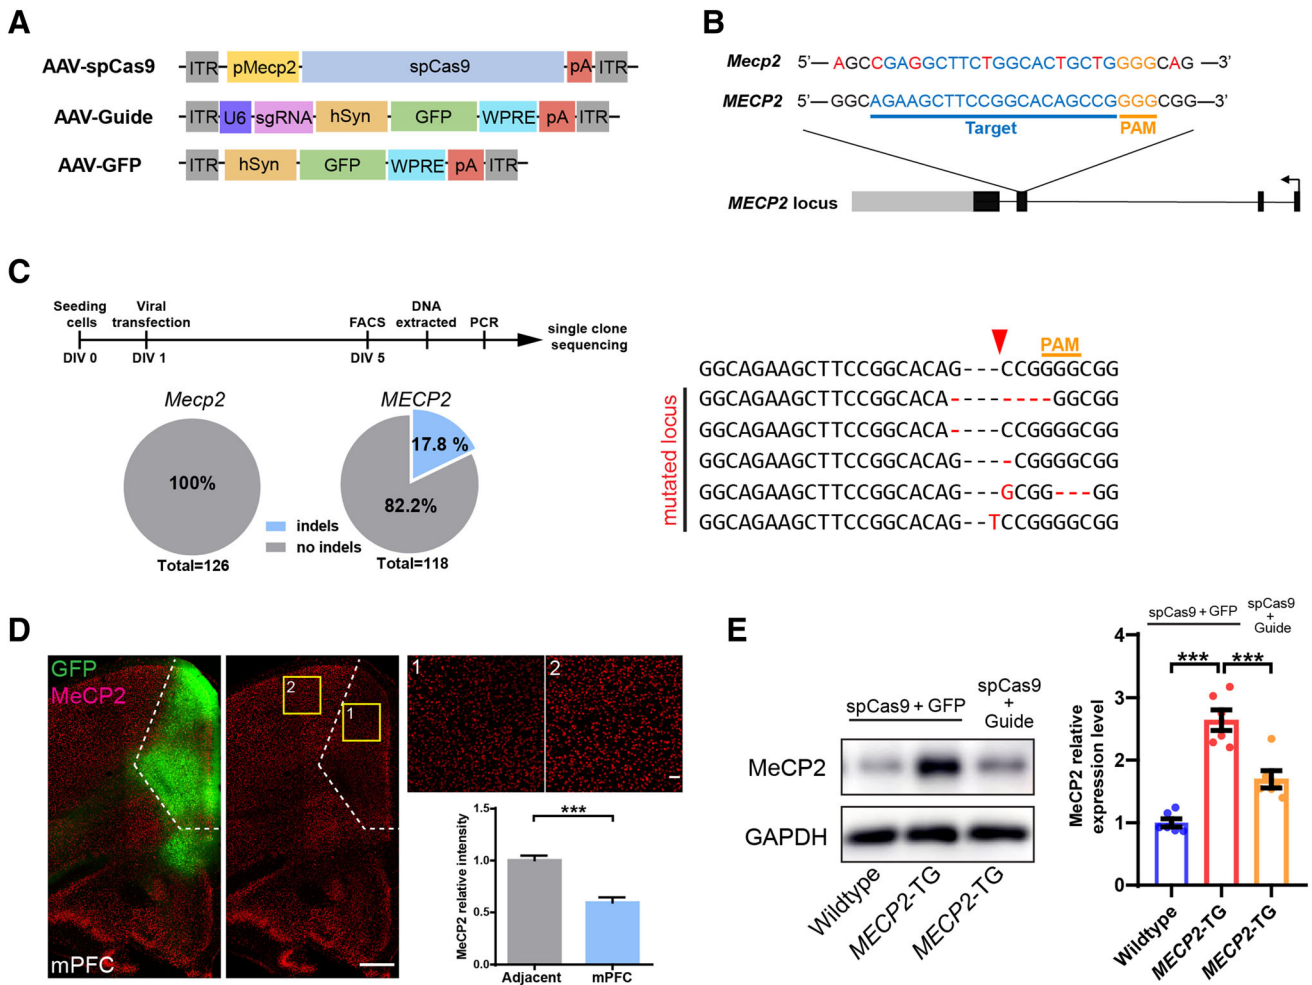 A
AAV-spCas9
ITR pMecp2 spCas9 pA ITR
AAV-Guide
ITR U6 sgRNA hSyn GFP WPRE pA ITR
AAV-GFP
ITR hSyn GFP WPRE pA ITR
B
Mecp2 5'— AGCCGAGGCTTCTGGCACTGCTGGGGCAG —3'
MECP2 5'— GGCAGAAGCTTCCGGCACAGCCGGGGCGG —3'
Target PAM
MECP2 locus
C
Seeding cells
Viral transfection
FACS
DNA extracted
PCR
single clone sequencing
DIV 0 DIV 1 DIV 5
Mecp2 MECP2
100%
17.8 %
82.2%
indels
no indels
Total=126 Total=118
PAM
GGCAGAAGCTTCCGGCACAG---CCGGGGCGG
mutated locus
GGCAGAAGCTTCCGGCACA----- ----GGCGG
GGCAGAAGCTTCCGGCACA----CCGGGGCGG
GGCAGAAGCTTCCGGCACAG----CGGGGCGG
GGCAGAAGCTTCCGGCACAG---GCGG---GG
GGCAGAAGCTTCCGGCACAG--TCCGGGGCGG
D
GFP
MeCP2
mPFC
2
1
1 2
MeCP2 relative intensity
1.5
1.0
0.5
0.0
***
Adjacent mPFC
E
spCas9 + GFP
spCas9
+
Guide
MeCP2
GAPDH
Wildtype
MECP2-TG
MECP2-TG
spCas9 + GFP
spCas9
+
Guide
MeCP2 relative
expression level
4
3
2
1
0
*** ***
Wildtype
MECP2-TG
MECP2-TG